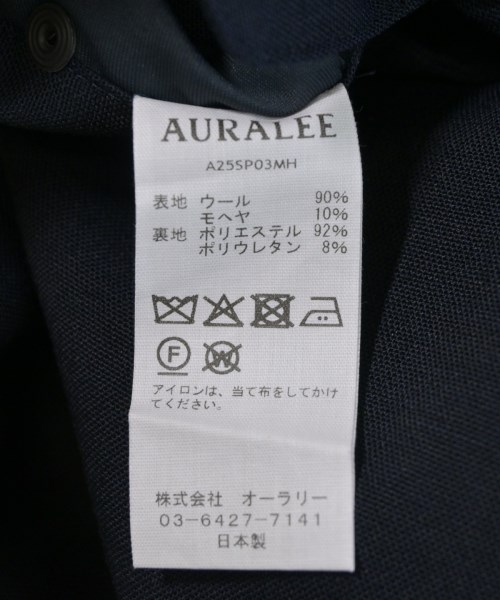 AURALEE
A25SP03MH
表地 ウール 90%
モヘヤ 10%
裏地 ポリエステル 92%
ポリウレタン 8%
F
W
アイロンは、当て布をしてかけ
てください。
株式会社 オーラリー
03-6427-7141
日本製